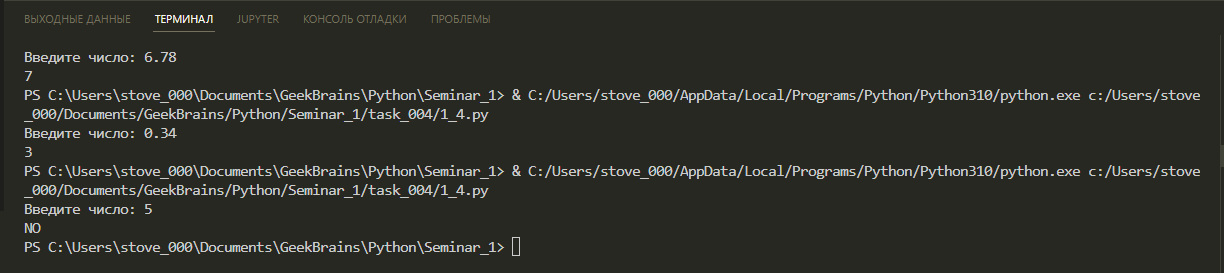 ВЫХОДНЫЕ ДАННЫЕ ТЕРМИНАЛ JUPYTER КОНСОЛЬ ОТЛАДКИ ПРОБЛЕМЫ
Введите число: 6.78
7
PS C:\Users\stove_000\Documents\GeekBrains\Python\Seminar_1> & C:/Users/stove_000/AppData/Local/Programs/Python/Python310/python.exe c:/Users/stove
_000/Documents/GeekBrains/Python/Seminar_1/task_004/1_4.py
Введите число: 0.34
3
PS C:\Users\stove_000\Documents\GeekBrains\Python\Seminar_1> & C:/Users/stove_000/AppData/Local/Programs/Python/Python310/python.exe c:/Users/stove
_000/Documents/GeekBrains/Python/Seminar_1/task_004/1_4.py
Введите число: 5
NO
PS C:\Users\stove_000\Documents\GeekBrains\Python\Seminar_1>